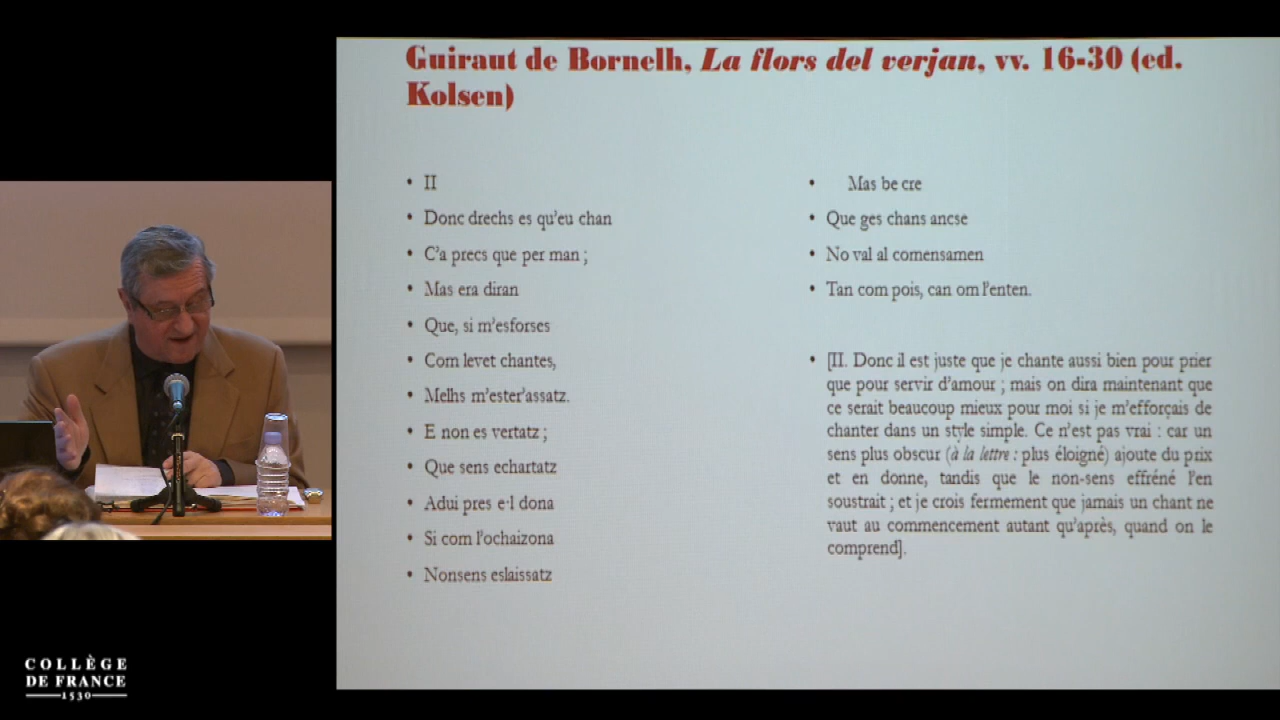 Guiraut de Bornelh, La flors del verjan, vv. 16-30 (ed.
Kolsen)
• II
• Donc drechs es qu'eu chan
• C'a precs que per man ;
• Mas era diran
• Que, si m'esforses
• Com levet chantes,
• Melhs m'ester'assatz.
• E non es vertatz ;
• Que sens echartatz
• Adui pres e·l dona
• Si com l'ochaizona
• Nonsens eslaissatz
• Mas be cre
• Que ges chans ancse
• No val al comensamen
• Tan com pois, can om l'enten.
• [II. Donc il est juste que je chante aussi bien pour prier
que pour servir d'amour ; mais on dira maintenant que
ce serait beaucoup mieux pour moi si je m'efforçais de
chanter dans un style simple. Ce n'est pas vrai : car un
sens plus obscur (à la lettre : plus éloigné) ajoute du prix
et en donne, tandis que le non-sens effréné l'en
soustrait ; et je crois fermement que jamais un chant ne
vaut au commencement autant qu'après, quand on le
comprend].
COLLÈGE
DE FRANCE
1530